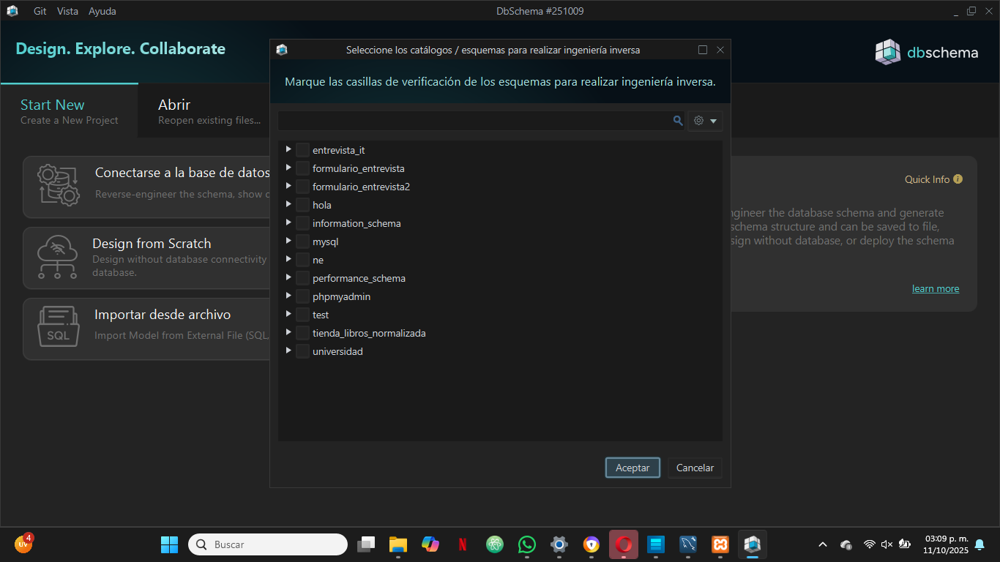 Git Vista Ayuda
DbSchema #251009
Design. Explore. Collaborate
dbschema
Start New
Create a New Project
Abrir
Reopen existing files...
Conectarse a la base de datos
Reverse-engineer the schema, show
Design from Scratch
Design without database connectivity
database.
Importar desde archivo
SQL
Import Model from External File (SQL,
Seleccione los catálogos / esquemas para realizar ingeniería inversa
Marque las casillas de verificación de los esquemas para realizar ingeniería inversa.
entrevista_it
formulario_entrevista
formulario_entrevista2
hola
information_schema
mysql
ne
performance_schema
phpmyadmin
test
tienda_libros_normalizada
universidad
Aceptar Cancelar
Quick Info
ngineer the database schema and generate
schema structure and can be saved to file,
sign without database, or deploy the schema
learn more
UV
4
Buscar
03:09 p. m.
11/10/2025